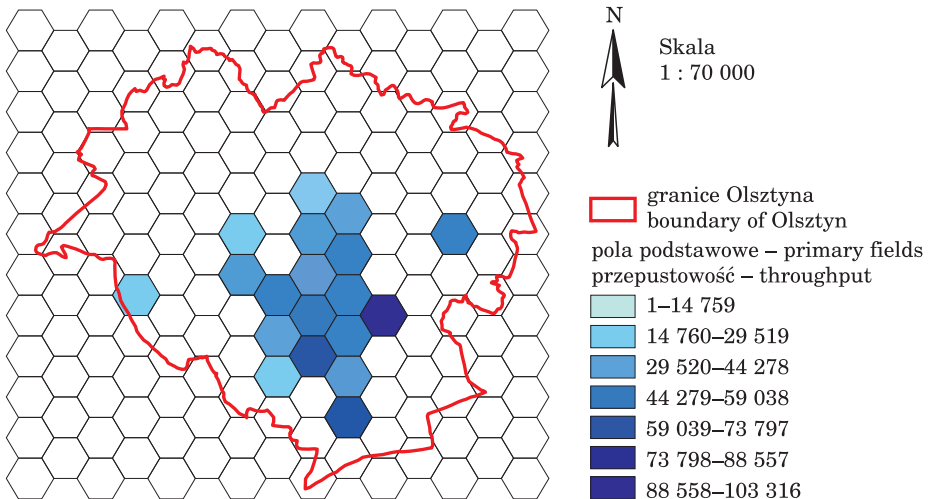 N
Skala
1 : 70 000
granice Olsztyna
boundary of Olsztyn
pola podstawowe – primary fields
przepustowość – throughput
1–14 759
14 760–29 519
29 520–44 278
44 279–59 038
59 039–73 797
73 798–88 557
88 558–103 316